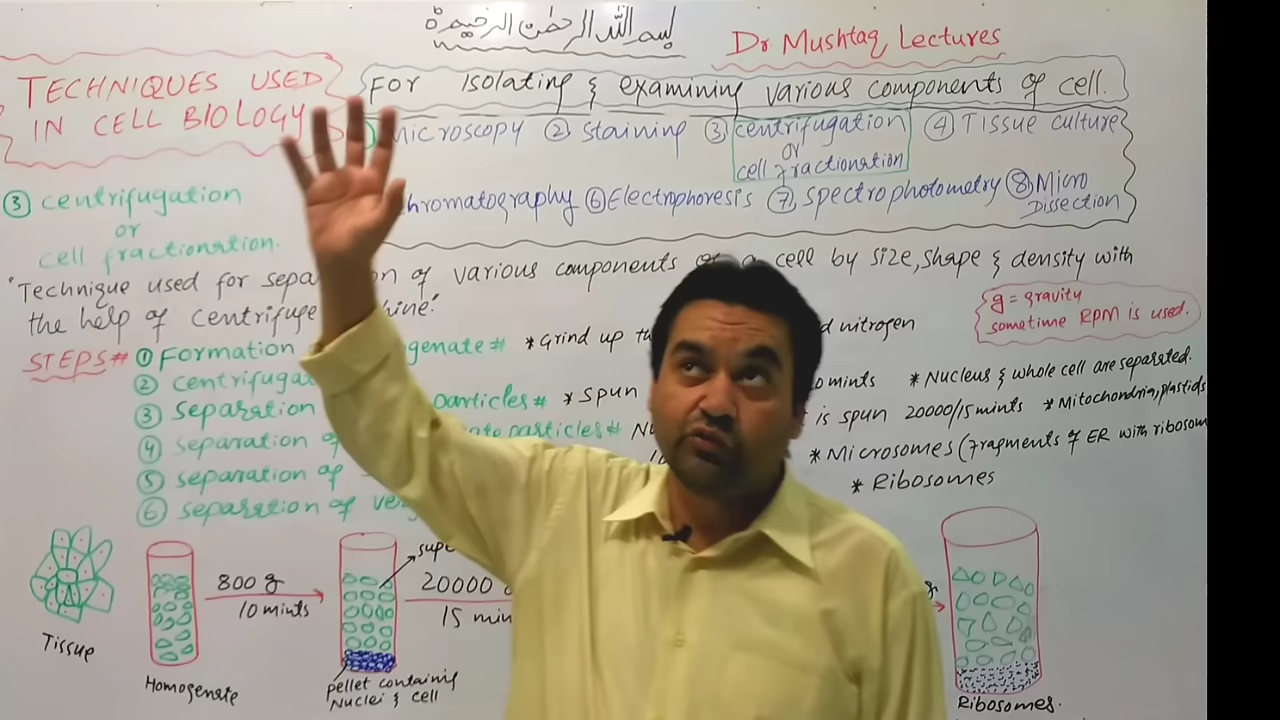 بسم اللہ الرحمٰن الرحیم
Dr. Mushtaq Lectures
TECHNIQUES USED
IN CELL BIOLOGY
For isolating & examining various components of cell.
microscopy ② staining ③ centrifugation
or
cell fractionation
④ Tissue culture
hromatography ⑥ Electrophoresis ⑦ spectrophotometry ⑧ Micro
Dissection
③ centrifugation
or
cell fractionation.
"Technique used for sepa on of various components of a cell by size, shape & density with
the help of centrifuge hine."
g = gravity
sometime RPM is used.
STEPS# ① Formation genate# * Grind up nitrogen
② centrifugat
③ separation particles# * spun mints * Nucleus & whole cell are separated.
④ separation of particles# is spun 20000/15 mints * Mitochondria, plastids
⑤ separation of * Microsomes (fragments of ER with ribosom
⑥ separation of * Ribosomes
Tissue
Homogenate
800 g
10 mints
20000
15 min
pellet containing
Nuclei & cell
Ribosomes.